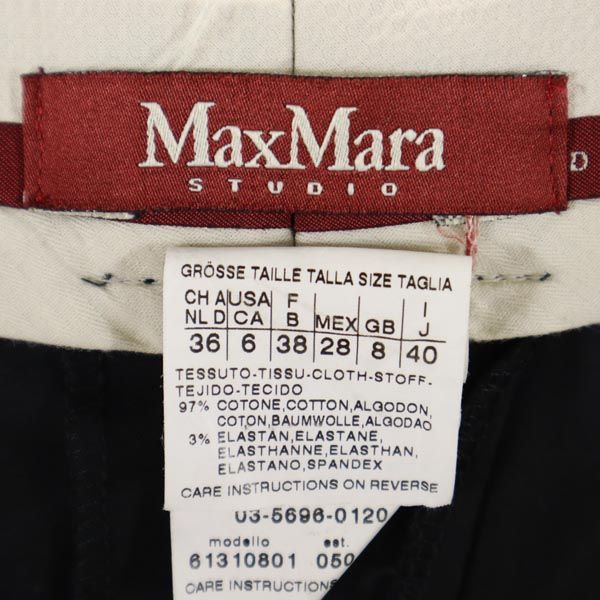 MaxMara
STUDIO
D
GRÖSSE TAILLE TALLA SIZE TAGLIA
CH A USA F I
NL D CA B MEX GB J
36 6 38 28 8 40
TESSUTO-TISSU-CLOTH-STOFF-
TEJIDO-TECIDO
97% COTONE,COTTON,ALGODON,
COTON,BAUMWOLLE,ALGODAO
3% ELASTAN,ELASTANE,
ELASTHANNE,ELASTHAN,
ELASTANO,SPANDEX
CARE INSTRUCTIONS ON REVERSE
03-5696-0120
modello est.
61310801 050
CARE INSTRUCTIONS